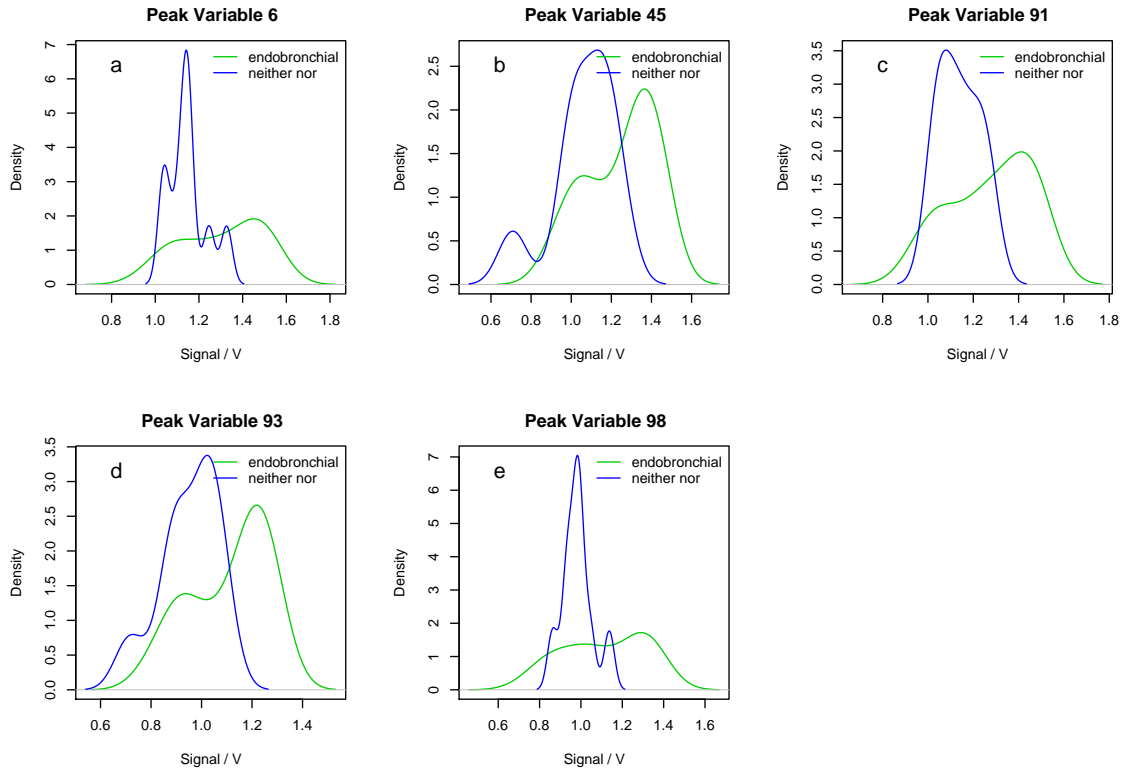 Peak Variable 6
a
endobronchial
neither nor
Density
0 1 2 3 4 5 6 7
0.8 1.0 1.2 1.4 1.6 1.8
Signal / V
Peak Variable 45
b
endobronchial
neither nor
Density
0.0 0.5 1.0 1.5 2.0 2.5
0.6 0.8 1.0 1.2 1.4 1.6
Signal / V
Peak Variable 91
c
endobronchial
neither nor
Density
0.0 0.5 1.0 1.5 2.0 2.5 3.0 3.5
0.8 1.0 1.2 1.4 1.6 1.8
Signal / V
Peak Variable 93
d
endobronchial
neither nor
Density
0.0 0.5 1.0 1.5 2.0 2.5 3.0 3.5
0.6 0.8 1.0 1.2 1.4
Signal / V
Peak Variable 98
e
endobronchial
neither nor
Density
0 1 2 3 4 5 6 7
0.6 0.8 1.0 1.2 1.4 1.6
Signal / V